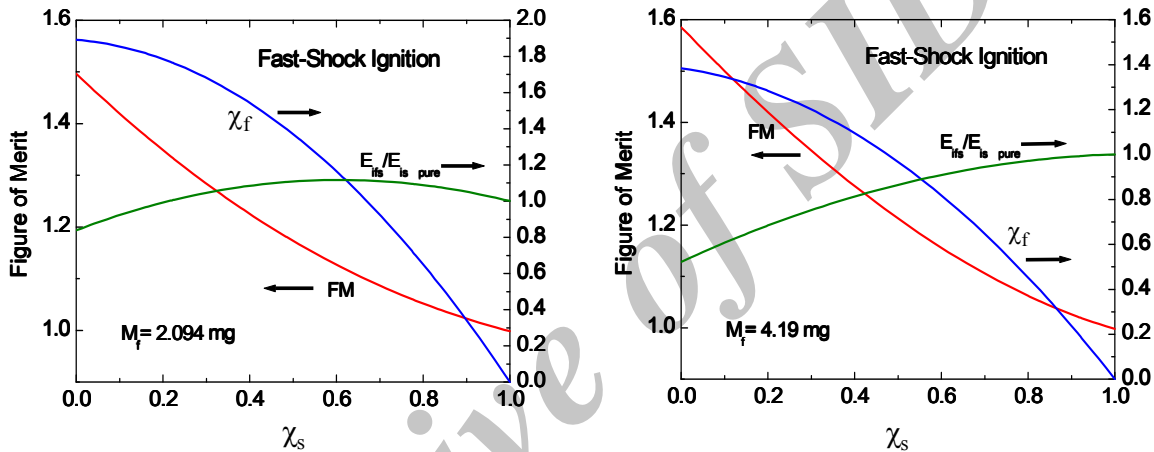 1.6
1.4
1.2
1.0
Figure of Merit
2.0
1.8
1.6
1.4
1.2
1.0
0.8
0.6
0.4
0.2
0.0
Fast-Shock Ignition
χf
Eifs/Eis pure
FM
Mf= 2.094 mg
0.0 0.2 0.4 0.6 0.8 1.0
χs
1.6
1.4
1.2
1.0
Figure of Merit
1.6
1.4
1.2
1.0
0.8
0.6
0.4
0.2
0.0
Fast-Shock Ignition
FM
Eifs/Eis pure
χf
Mf= 4.19 mg
0.0 0.2 0.4 0.6 0.8 1.0
χs
ive of SID